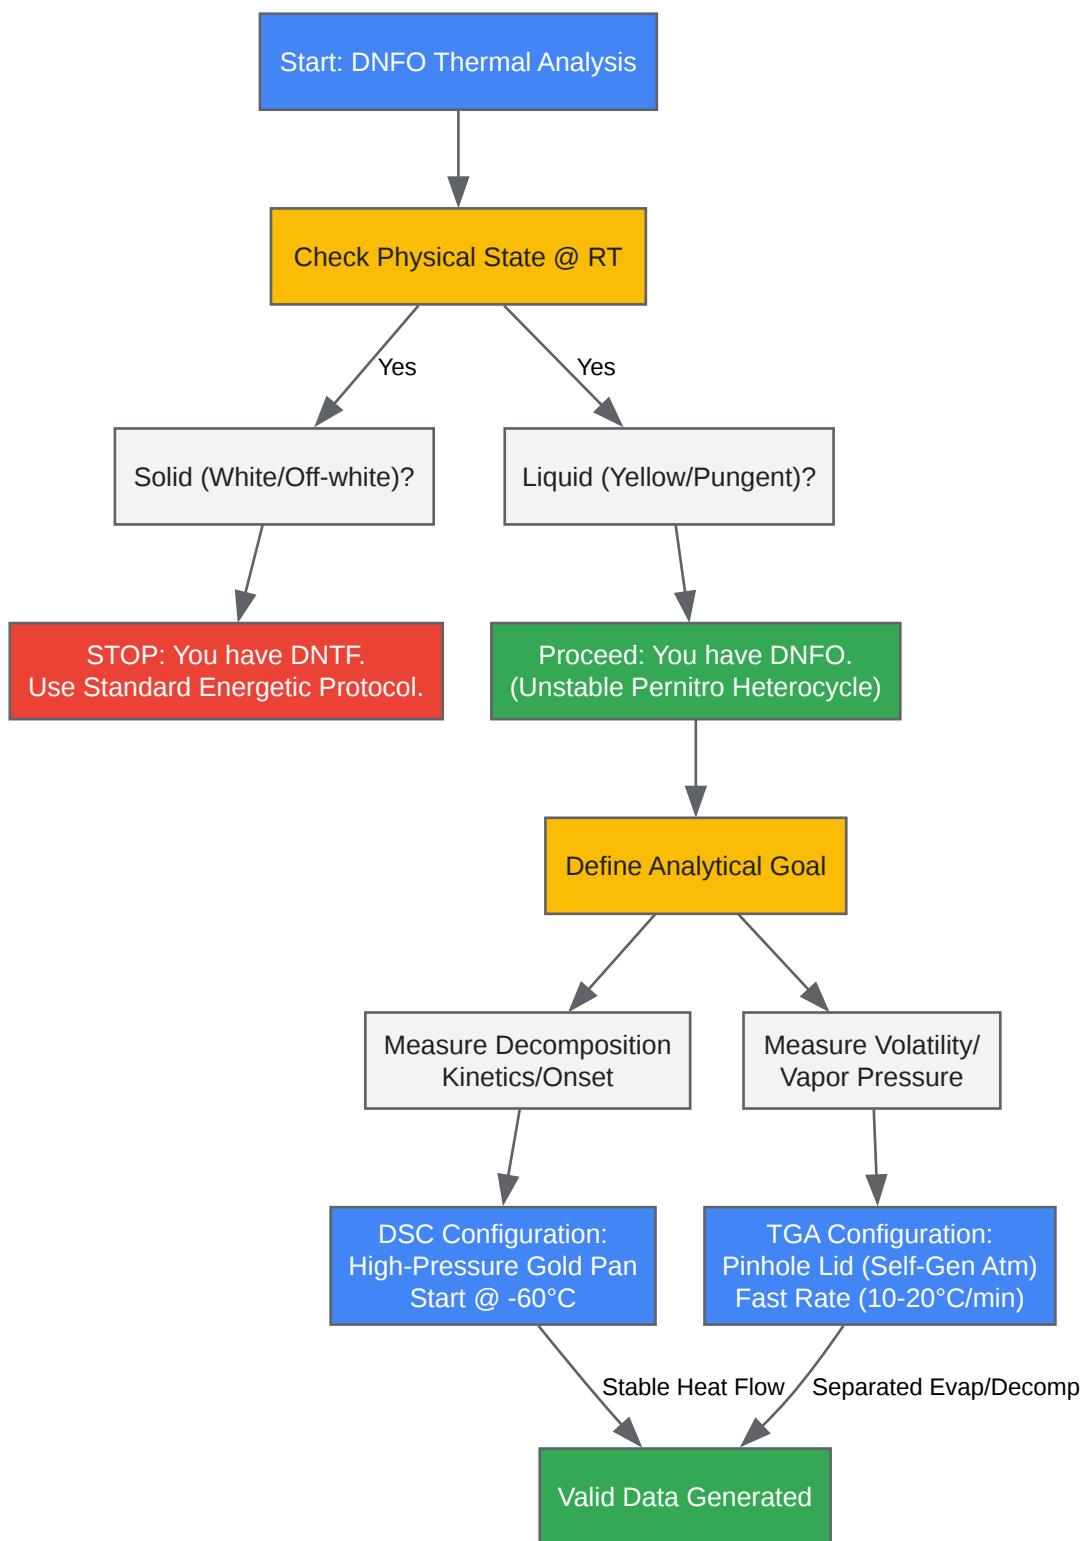 Start: DNFO Thermal Analysis
Check Physical State @ RT
Yes
Yes
Solid (White/Off-white)?
Liquid (Yellow/Pungent)?
STOP: You have DNTF.
Use Standard Energetic Protocol.
Proceed: You have DNFO.
(Unstable Pernitro Heterocycle)
Define Analytical Goal
Measure Decomposition
Kinetics/Onset
Measure Volatility/
Vapor Pressure
DSC Configuration:
High-Pressure Gold Pan
Start @ -60°C
TGA Configuration:
Pinhole Lid (Self-Gen Atm)
Fast Rate (10-20°C/min)
Stable Heat Flow
Separated Evap/Decomp
Valid Data Generated